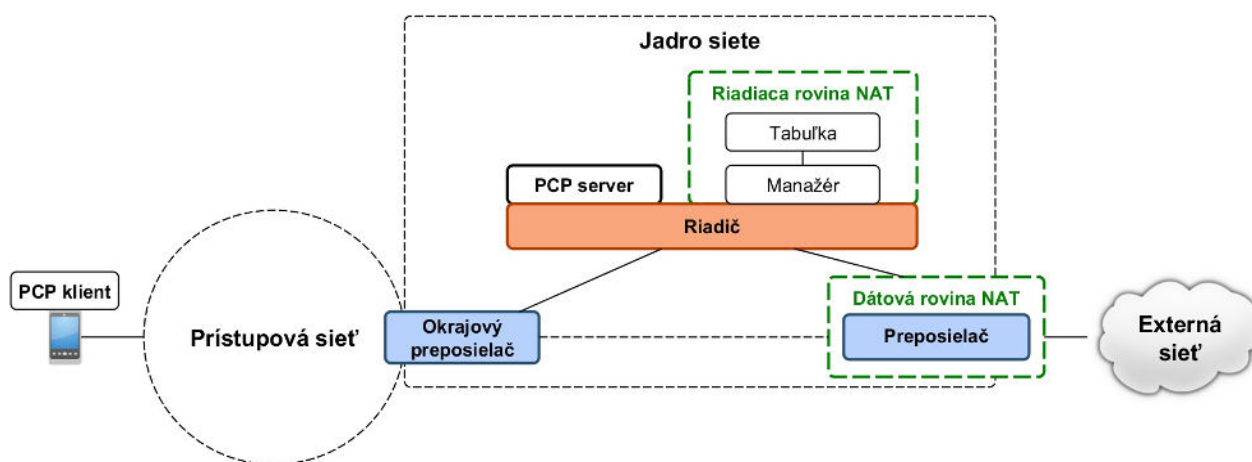 Jadro siete
Riadiaca rovina NAT
Tabuľka
PCP server
Manažér
Riadič
PCP klient
Prístupová sieť
Okrajový
preposielač
Dátová rovina NAT
Preposielač
Externá
sieť